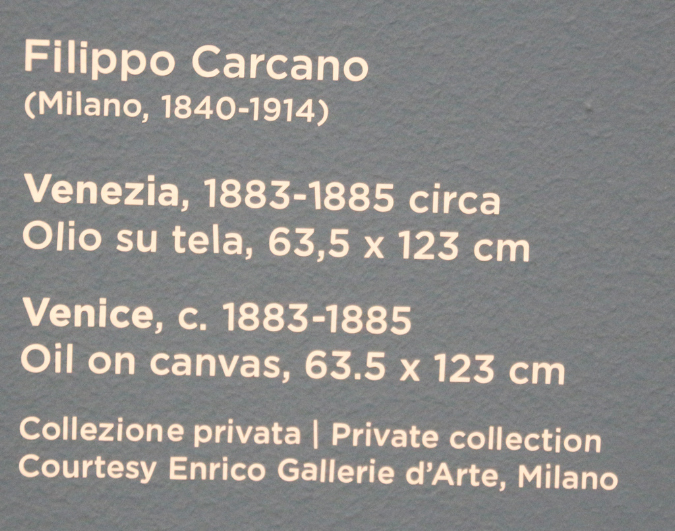 Filippo Carcano
(Milano, 1840-1914)
Venezia, 1883-1885 circa
Olio su tela, 63,5 x 123 cm
Venice, c. 1883-1885
Oil on canvas, 63.5 x 123 cm
Collezione privata | Private collection
Courtesy Enrico Gallerie d'Arte, Milano